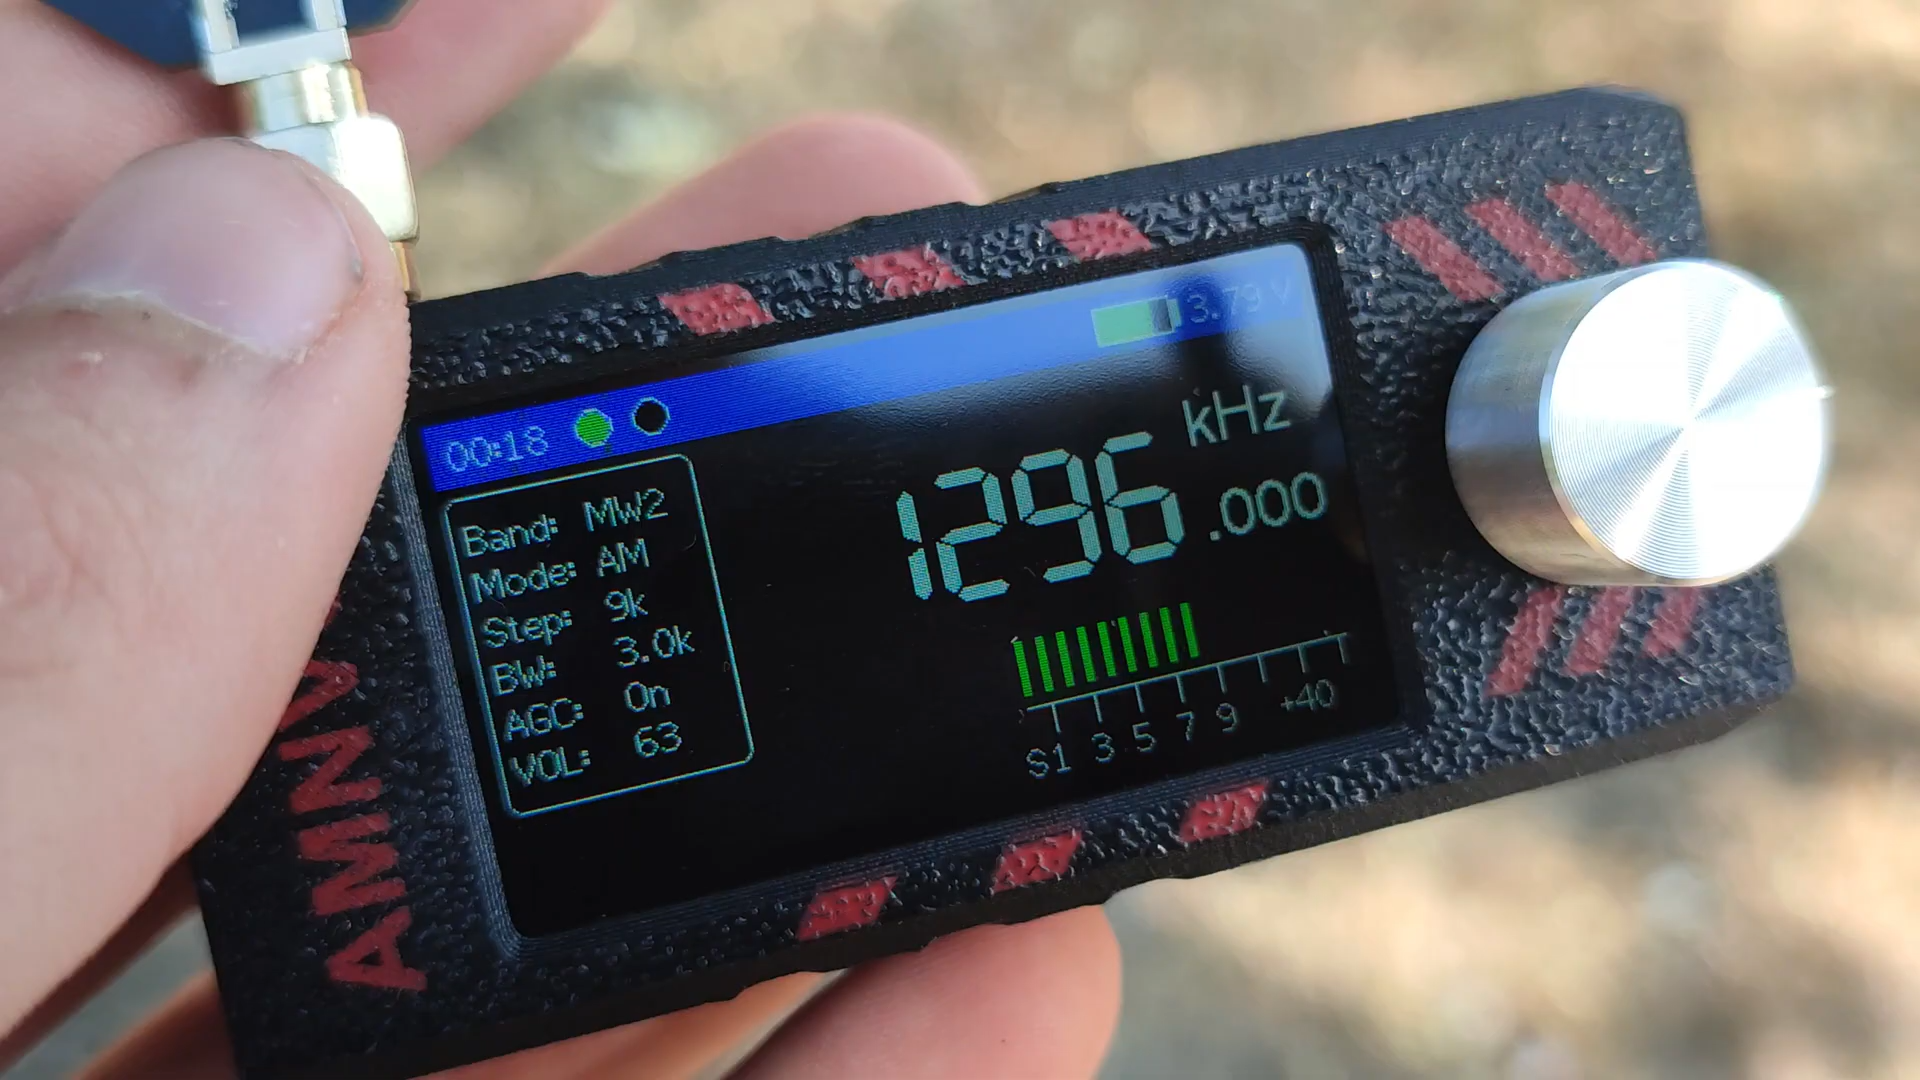 3.79 V
00:18
kHz
1296.000
Band: MW2
Mode: AM
Step: 9k
BW: 3.0k
AGC: On
VOL: 63
S1 3 5 7 9 +40
AMNV